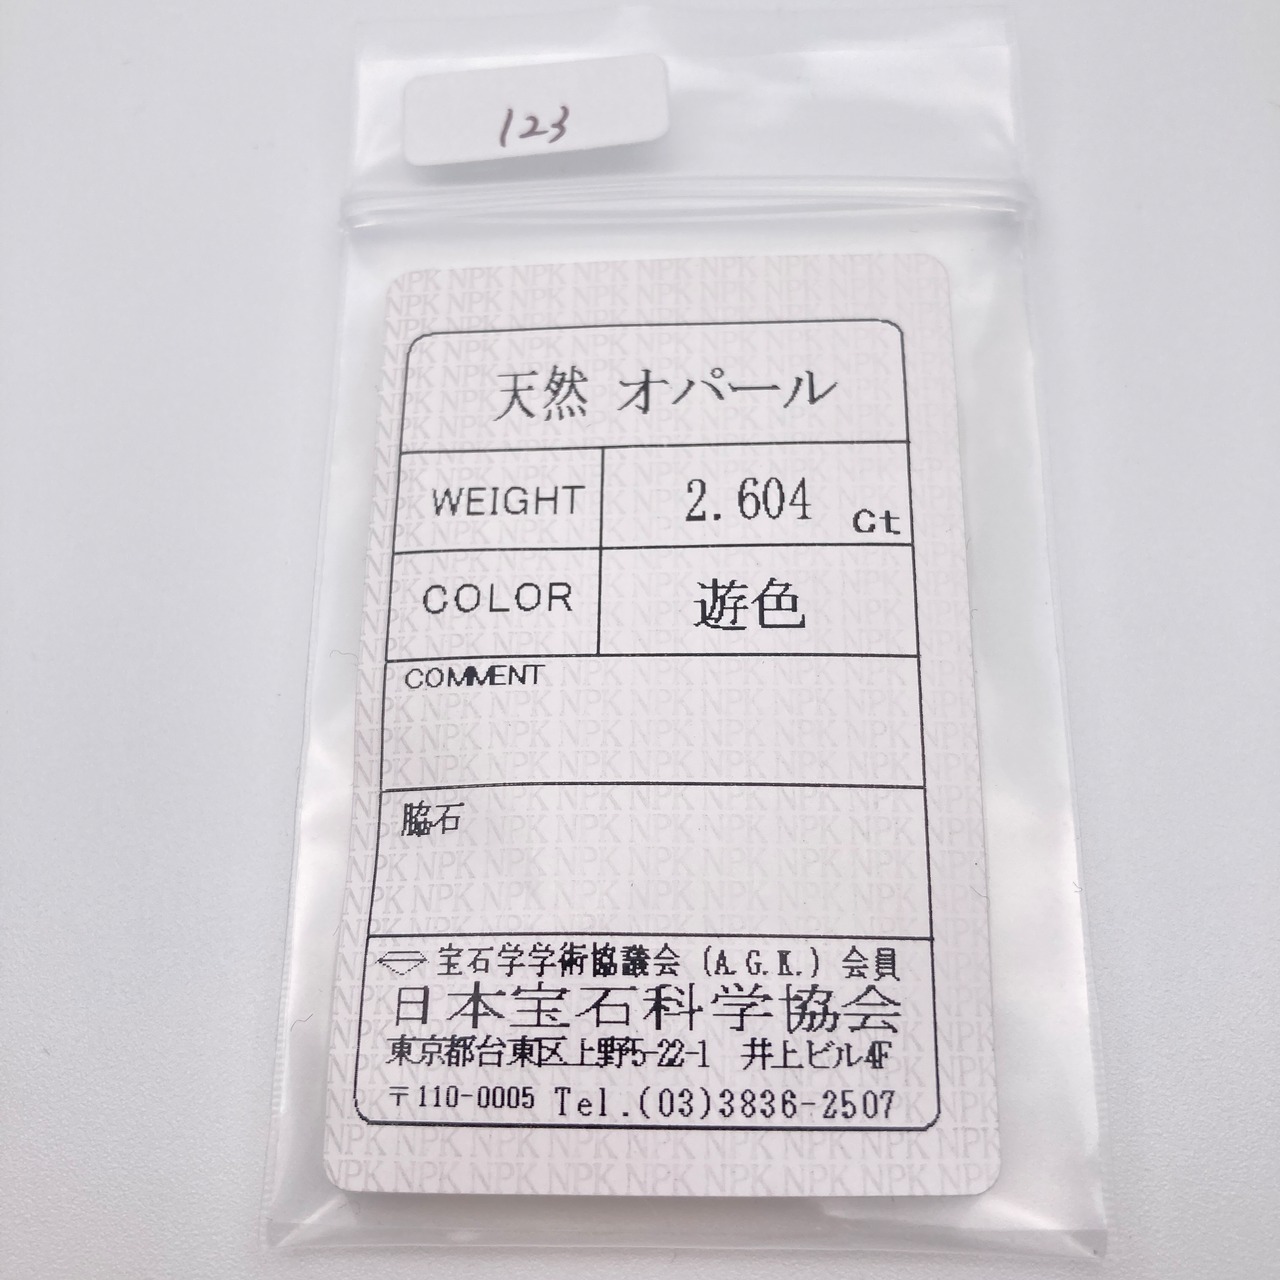 123
天然 オパール
WEIGHT 2.604 Ct
COLOR 遊色
COMMENT
脇石
宝石学学術協議会 (A.G.K.) 会員
日本宝石科学協会
東京都台東区上野5-22-1 井上ビル4F
〒110-0005 Tel.(03)3836-2507